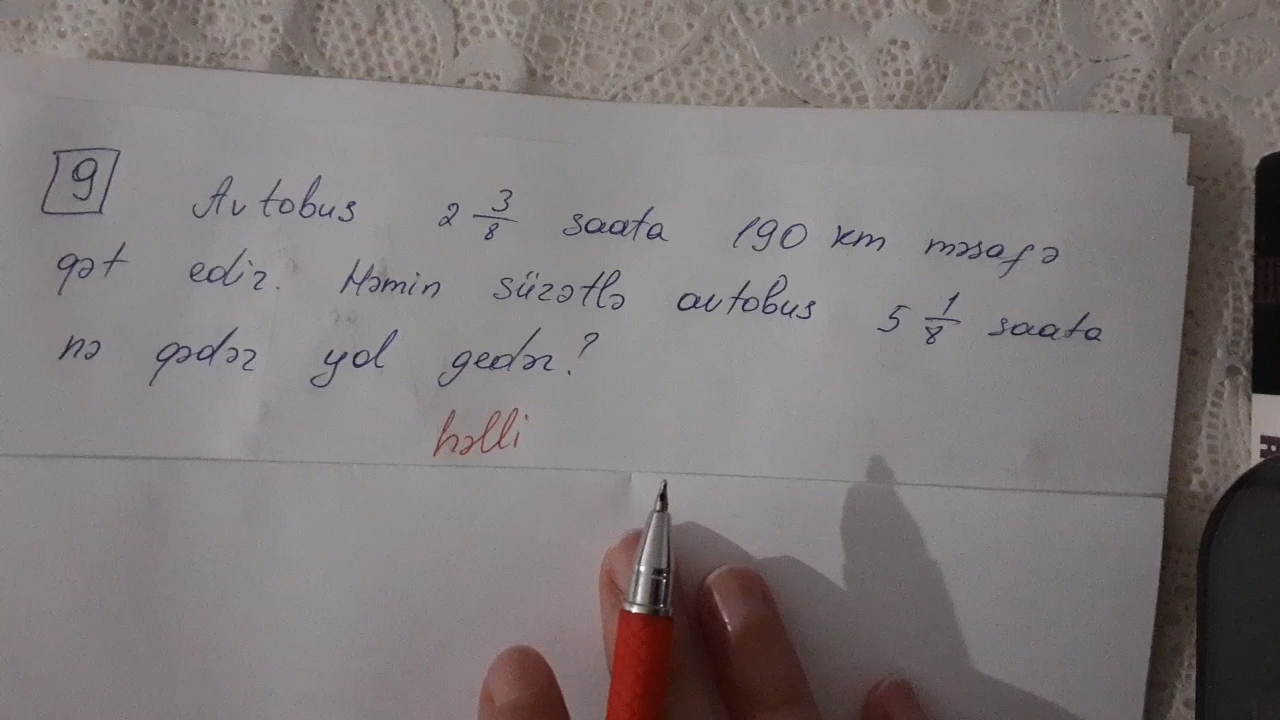 9 Avtobus 2 3/8 saata 190 km məsafə
qət edir. Həmin sürətlə avtobus 5 1/8 saata
nə qədər yol gedər?
həlli